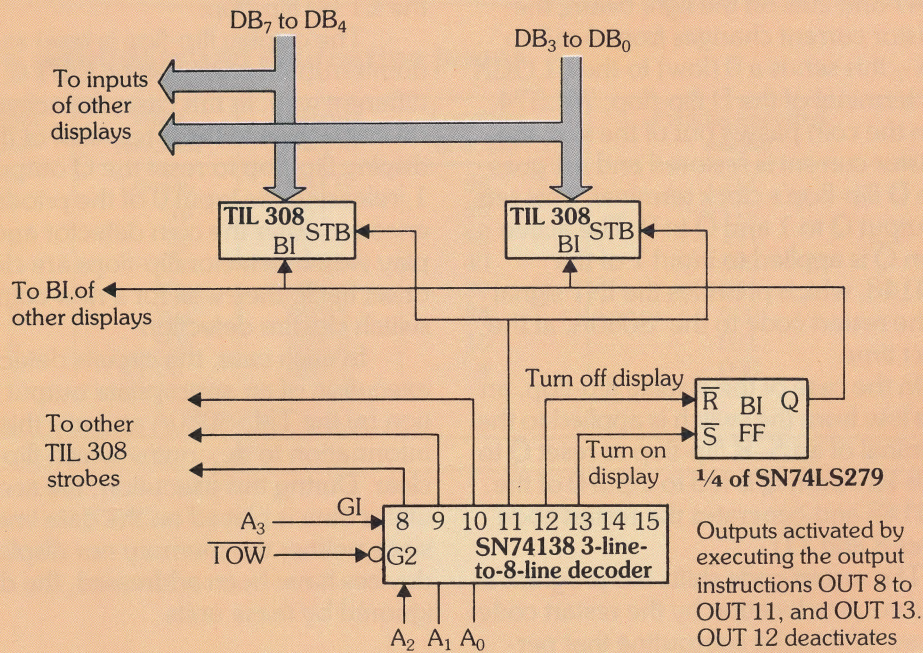 DB7 to DB4
DB3 to DB0
To inputs
of other
displays
TIL 308
STB
BI
TIL 308
STB
BI
To BI of
other displays
Turn off display
R̅ BI Q
S̅ FF
Turn on
display
¼ of SN74LS279
To other
TIL 308
strobes
A3
GI
8 9 10 11 12 13 14 15
I̅O̅W̅
G2
SN74138 3-line-
to-8-line decoder
A2 A1 A0
Outputs activated by
executing the output
instructions OUT 8 to
OUT 11, and OUT 13.
OUT 12 deactivates